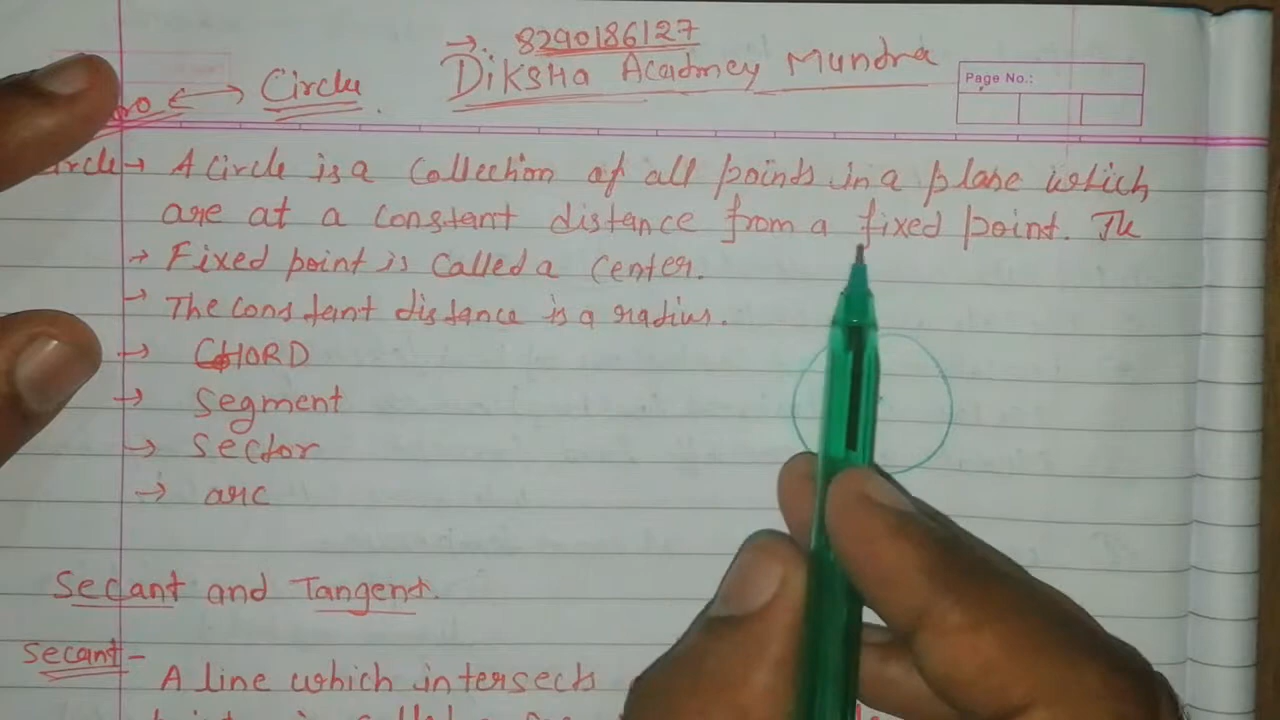 8290186127
Circle. Diksha Acadmey Mundra
Page No.:
A Circle is a Collection of all points in a plane which
are at a constant distance from a fixed point. The
→ Fixed point is called a center.
→ The constant distance is a radius.
→ CHORD
→ Segment
→ Sector
→ arc
Secant and Tangent.
Secant-
A line which intersects